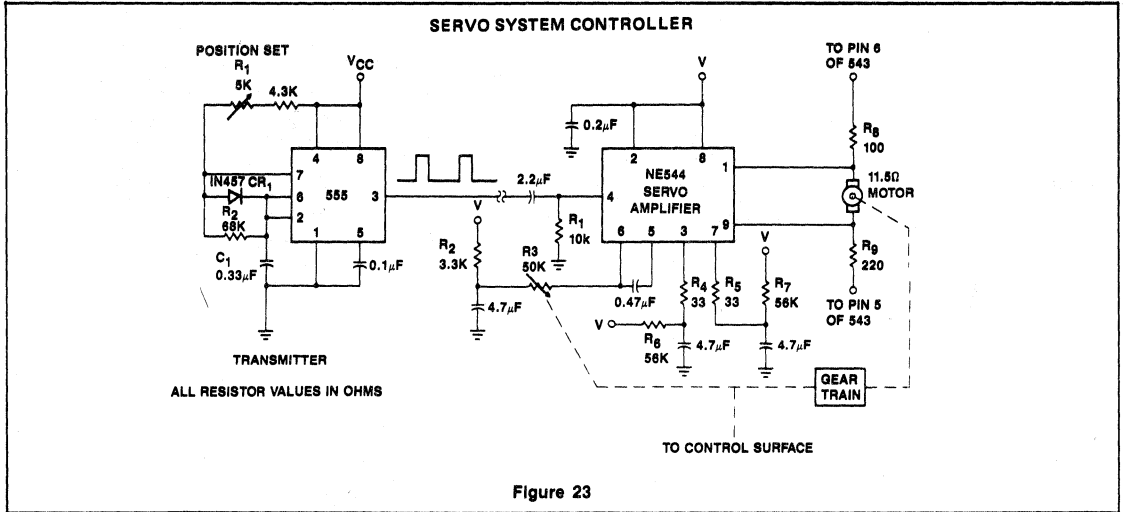 SERVO SYSTEM CONTROLLER
POSITION SET
R1
5K
4.3K
VCC
4
8
7
6
2
555
3
1
5
IN457 CR1
R2
68K
C1
0.33μF
0.1μF
TRANSMITTER
ALL RESISTOR VALUES IN OHMS
2.2μF
R1
10k
V
R2
3.3K
4.7μF
R3
50K
0.2μF
V
2
8
1
NE544
SERVO
AMPLIFIER
4
9
6
5
3
7
0.47μF
R4
33
R5
33
V
R7
56K
V
R6
56K
4.7μF
4.7μF
TO PIN 6
OF 543
R8
100
11.5Ω
MOTOR
R9
220
TO PIN 5
OF 543
GEAR
TRAIN
TO CONTROL SURFACE
Figure 23